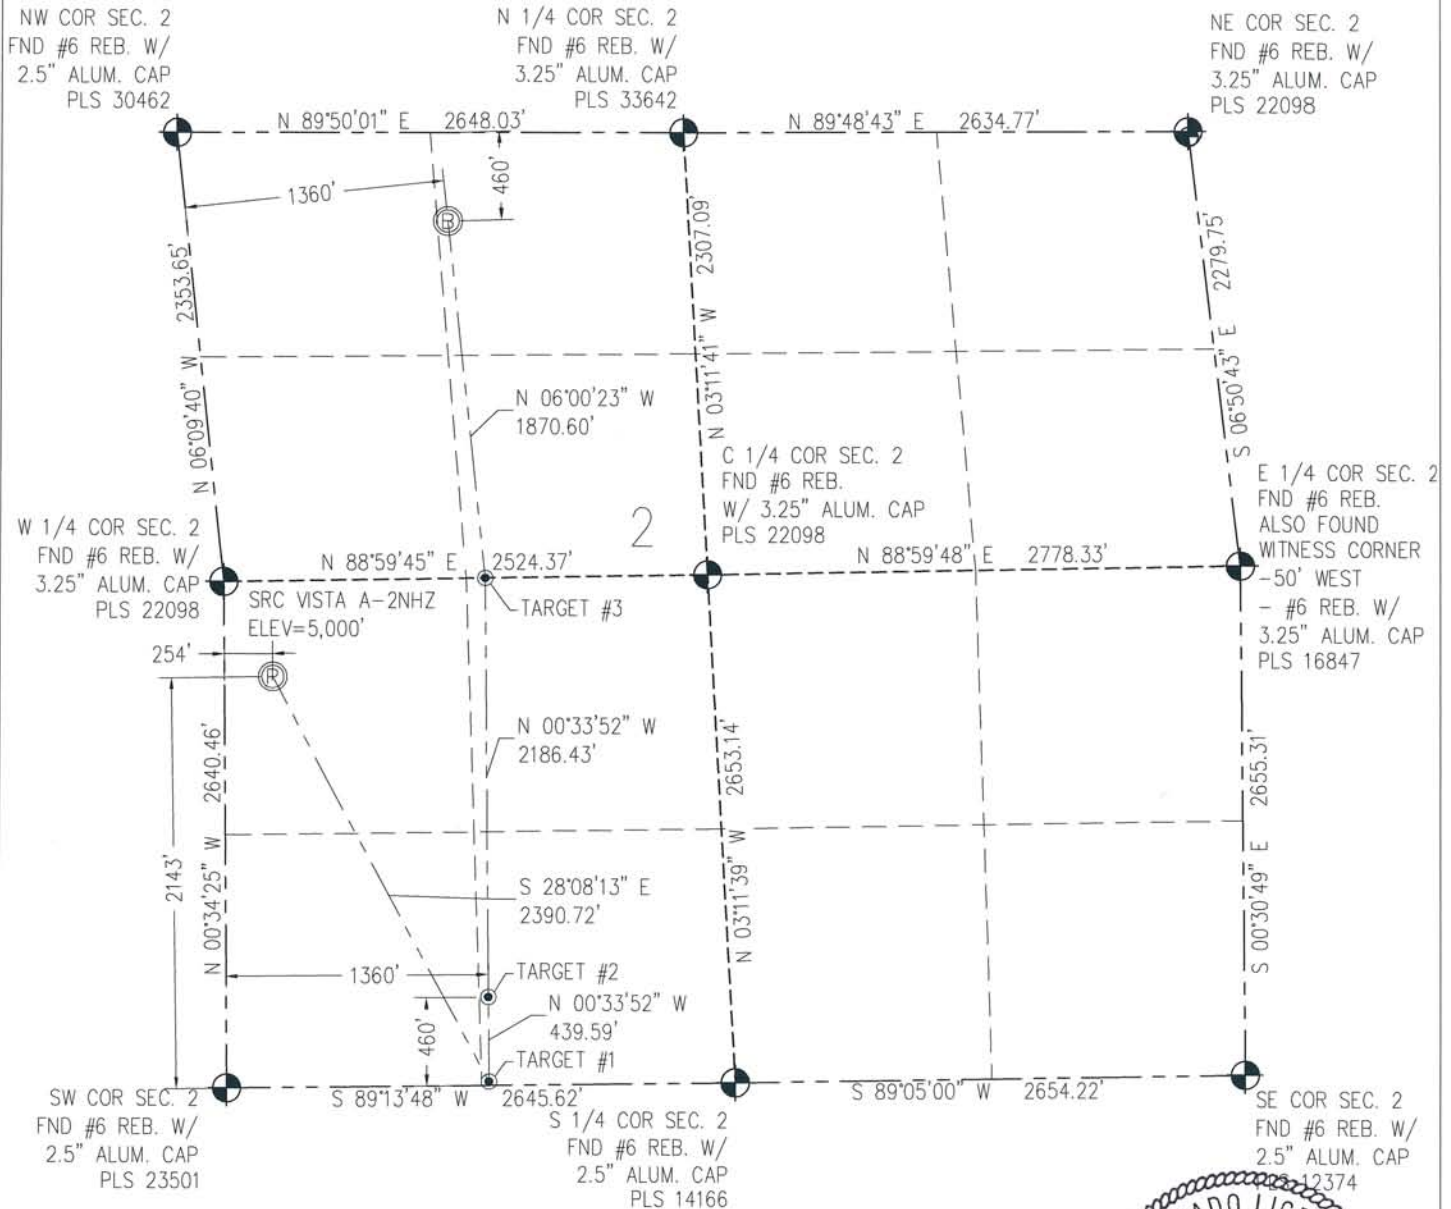 NW COR SEC. 2
FND #6 REB. W/
2.5" ALUM. CAP
PLS 30462
N 1/4 COR SEC. 2
FND #6 REB. W/
3.25" ALUM. CAP
PLS 33642
NE COR SEC. 2
FND #6 REB. W/
3.25" ALUM. CAP
PLS 22098
N 89°50'01" E 2648.03'
N 89°48'43" E 2634.77'
1360'
460'
B
N 06°09'40" W 2353.65'
N 03°11'41" W 2307.09'
S 06°50'43" E 2279.75'
N 06°00'23" W
1870.60'
C 1/4 COR SEC. 2
FND #6 REB.
W/ 3.25" ALUM. CAP
PLS 22098
E 1/4 COR SEC. 2
FND #6 REB.
ALSO FOUND
WITNESS CORNER
-50' WEST
- #6 REB. W/
3.25" ALUM. CAP
PLS 16847
W 1/4 COR SEC. 2
FND #6 REB. W/
3.25" ALUM. CAP
PLS 22098
2
N 88°59'45" E 2524.37'
N 88°59'48" E 2778.33'
TARGET #3
SRC VISTA A-2NHZ
ELEV=5,000'
254'
P
N 00°33'52" W
2186.43'
2143'
N 00°34'25" W 2640.46'
N 03°11'39" W 2653.14'
S 00°30'49" E 2655.31'
S 28°08'13" E
2390.72'
1360'
TARGET #2
N 00°33'52" W
439.59'
460'
TARGET #1
S 89°13'48" W 2645.62'
S 89°05'00" W 2654.22'
SW COR SEC. 2
FND #6 REB. W/
2.5" ALUM. CAP
PLS 23501
S 1/4 COR SEC. 2
FND #6 REB. W/
2.5" ALUM. CAP
PLS 14166
SE COR SEC. 2
FND #6 REB. W/
2.5" ALUM. CAP
PLS 12374